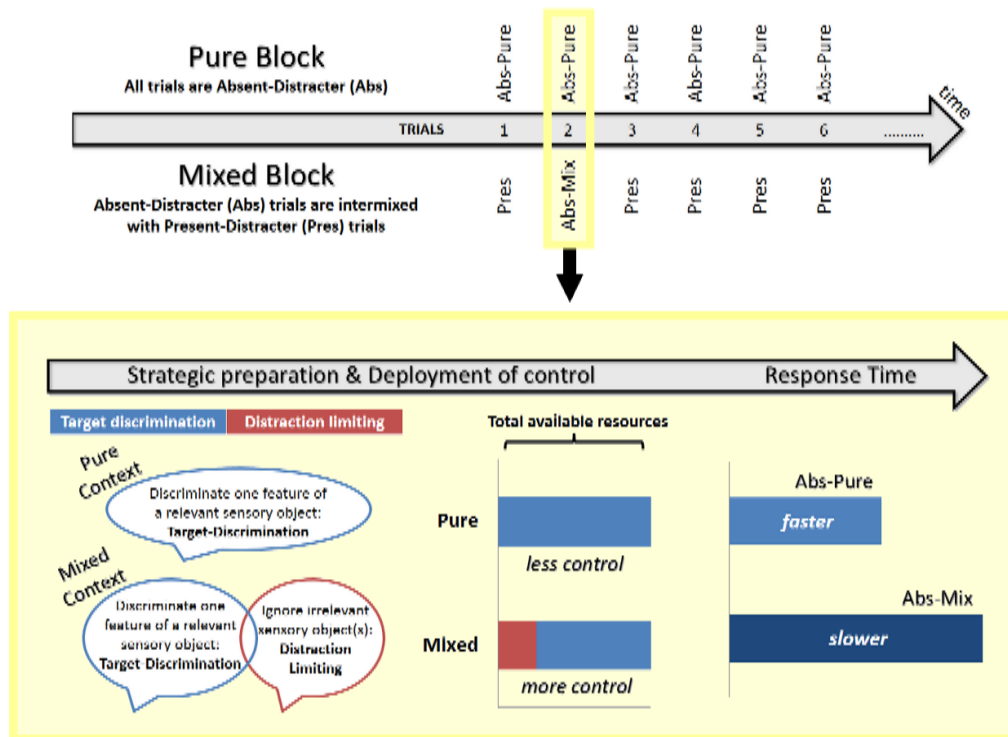 Pure Block
All trials are Absent-Distracter (Abs)
Abs-Pure
Abs-Pure
Abs-Pure
Abs-Pure
Abs-Pure
Abs-Pure
time
TRIALS 1 2 3 4 5 6 ..........
Mixed Block
Absent-Distracter (Abs) trials are intermixed
with Present-Distracter (Pres) trials
Pres
Abs-Mix
Pres
Pres
Pres
Pres
Strategic preparation & Deployment of control
Response Time
Target discrimination
Distraction limiting
Pure
Context
Discriminate one feature of
a relevant sensory object:
Target-Discrimination
Mixed
Context
Discriminate one
feature of a relevant
sensory object:
Target-Discrimination
Ignore irrelevant
sensory object(s):
Distraction
Limiting
Total available resources
Pure
less control
Mixed
more control
Abs-Pure
faster
Abs-Mix
slower